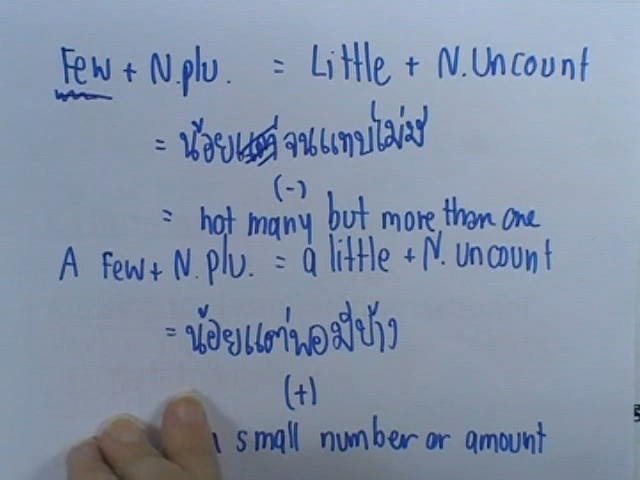 Few + N.plu. = Little + N.Uncount
= น้อยจนแทบไม่มี
(-)
= not many but more than one
A Few + N.plu. = a little + N.uncount
= น้อยแต่พอมีบ้าง
(+)
small number or amount